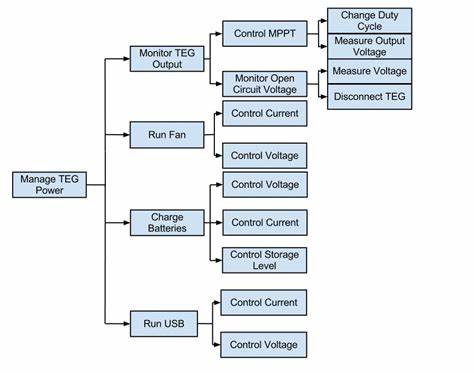 Change Duty
Cycle
Control MPPT
Measure Output
Voltage
Monitor TEG
Output
Monitor Open
Circuit Voltage
Measure Voltage
Disconnect TEG
Control Current
Run Fan
Control Voltage
Manage TEG
Power
Control Voltage
Charge
Batteries
Control Current
Control Storage
Level
Control Current
Run USB
Control Voltage